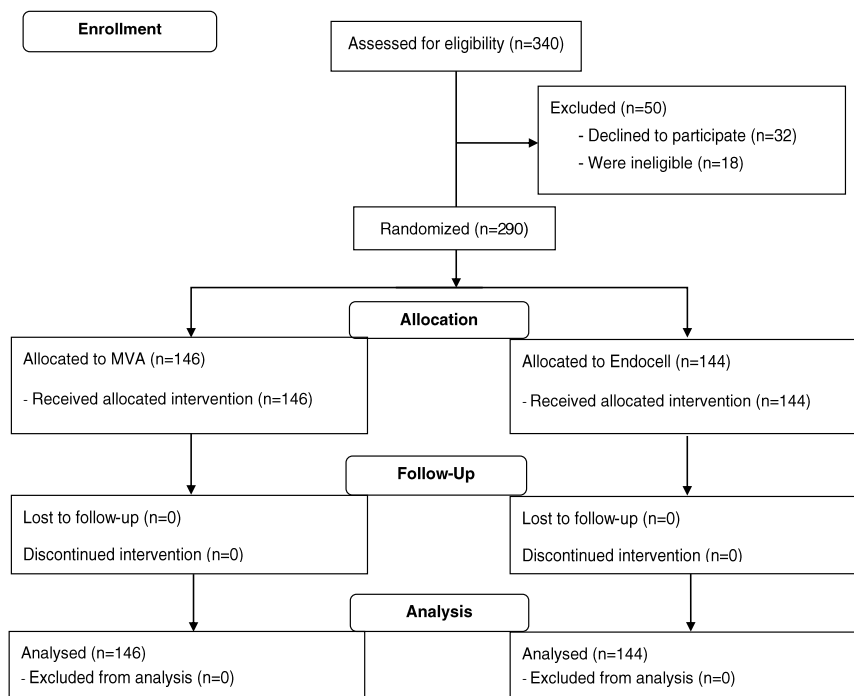 Enrollment
Assessed for eligibility (n=340)
Excluded (n=50)
- Declined to participate (n=32)
- Were ineligible (n=18)
Randomized (n=290)
Allocation
Allocated to MVA (n=146)
- Received allocated intervention (n=146)
Allocated to Endocell (n=144)
- Received allocated intervention (n=144)
Follow-Up
Lost to follow-up (n=0)
Discontinued intervention (n=0)
Lost to follow-up (n=0)
Discontinued intervention (n=0)
Analysis
Analysed (n=146)
- Excluded from analysis (n=0)
Analysed (n=144)
- Excluded from analysis (n=0)